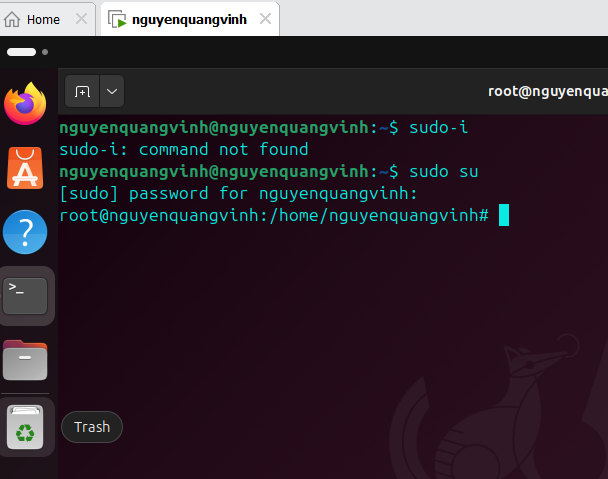 Home
nguyenquangvinh
root@nguyenqua
nguyenquangvinh@nguyenquangvinh:~$ sudo-i
sudo-i: command not found
nguyenquangvinh@nguyenquangvinh:~$ sudo su
[sudo] password for nguyenquangvinh:
root@nguyenquangvinh:/home/nguyenquangvinh#
>_
?
Trash